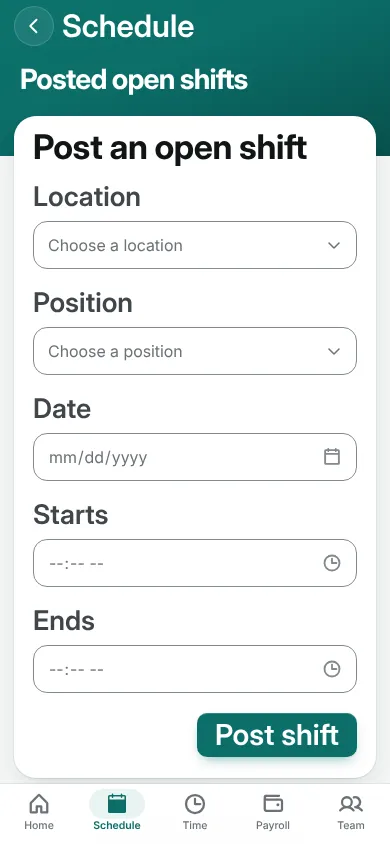 Schedule
Posted open shifts
Post an open shift
Location
Choose a location
Position
Choose a position
Date
mm/dd/yyyy
Starts
--:-- --
Ends
--:-- --
Post shift
Home
Schedule
Time
Payroll
Team